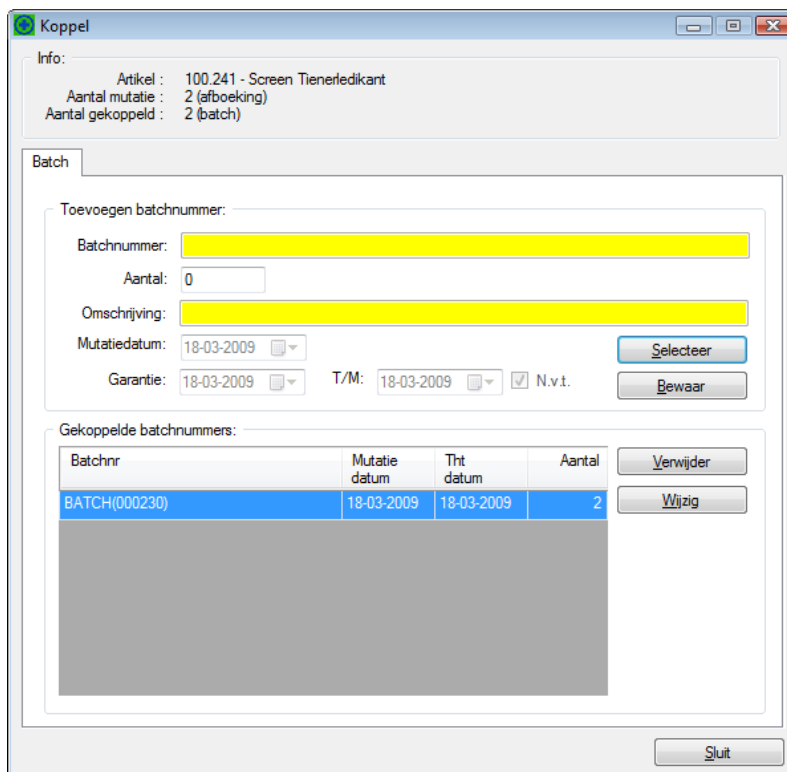 Koppel
Info:
Artikel : 100.241 - Screen Tienerledikant
Aantal mutatie : 2 (afboeking)
Aantal gekoppeld : 2 (batch)
Batch
Toevoegen batchnummer:
Batchnummer:
Aantal: 0
Omschrijving:
Mutatiedatum: 18-03-2009
Selecteer
Garantie: 18-03-2009 T/M: 18-03-2009 N.v.t.
Bewaar
Gekoppelde batchnummers:
Batchnr Mutatie datum Tht datum Aantal
Verwijder
BATCH(000230) 18-03-2009 18-03-2009 2
Wijzig
Sluit